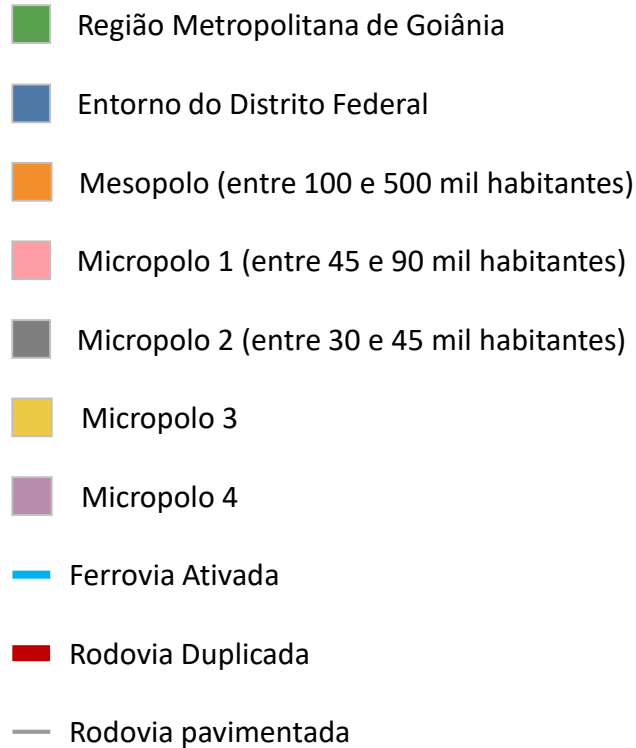 Região Metropolitana de Goiânia
Entorno do Distrito Federal
Mesopolo (entre 100 e 500 mil habitantes)
Micropolo 1 (entre 45 e 90 mil habitantes)
Micropolo 2 (entre 30 e 45 mil habitantes)
Micropolo 3
Micropolo 4
Ferrovia Ativada
Rodovia Duplicada
Rodovia pavimentada